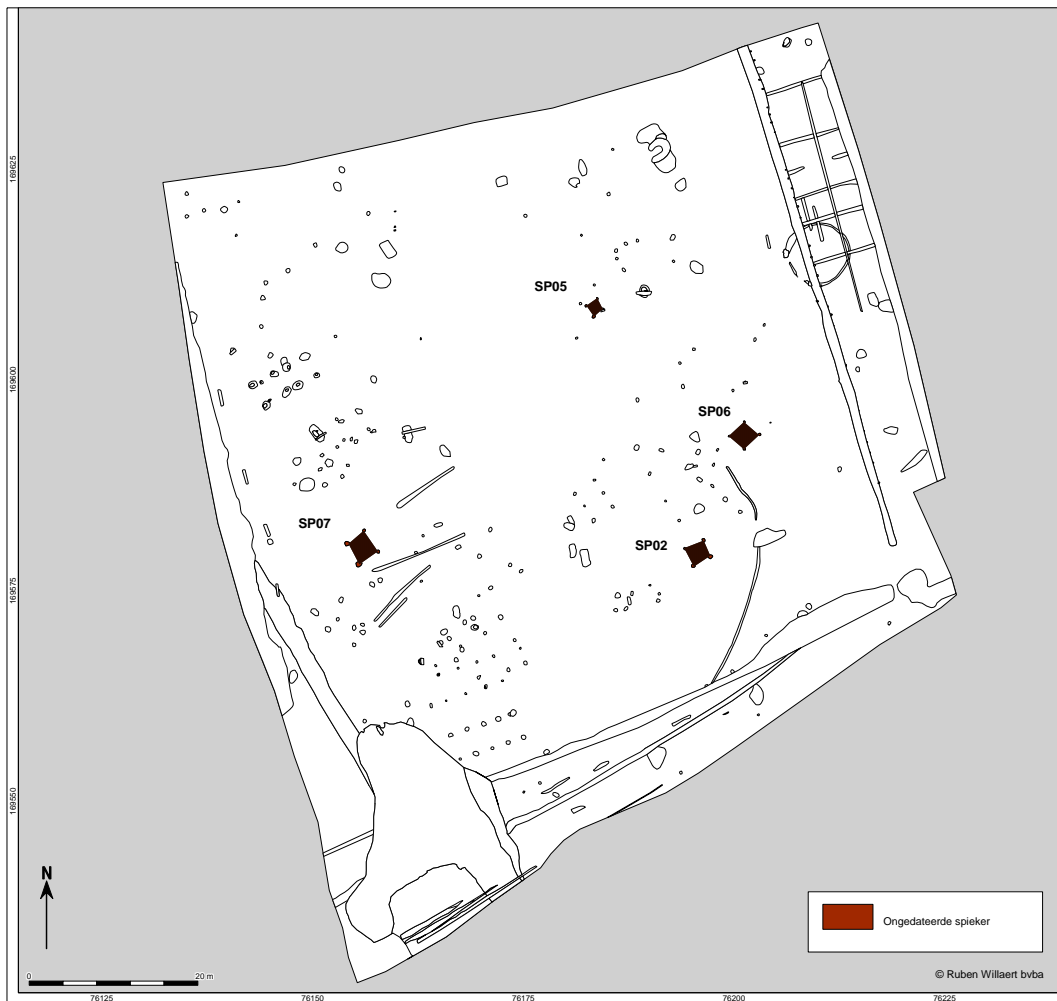 169625
SP05
169600
SP06
SP07
SP02
169575
169550
N
Ongedateerde spieker
0
20 m
© Ruben Willaert bvba
76125
76150
76175
76200
76225